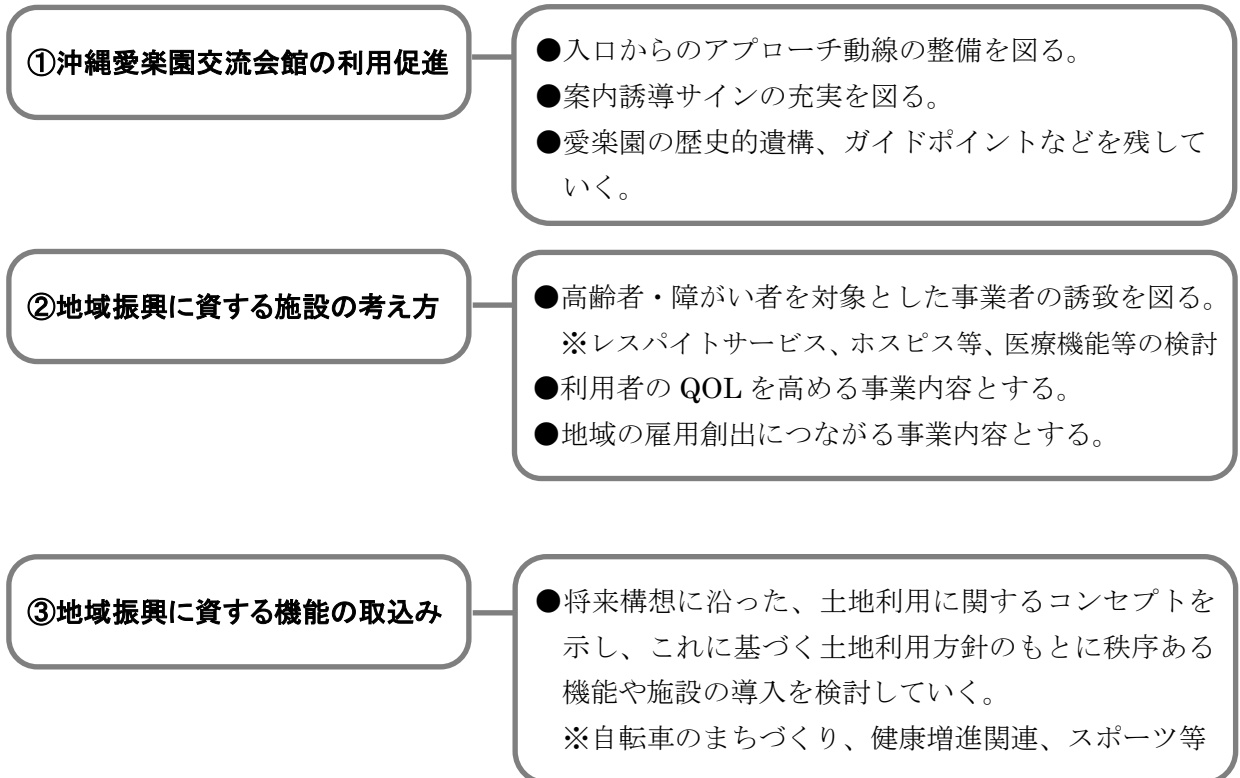 ①沖縄愛楽園交流会館の利用促進
●入口からのアプローチ動線の整備を図る。
●案内誘導サインの充実を図る。
●愛楽園の歴史的遺構、ガイドポイントなどを残して
いく。
②地域振興に資する施設の考え方
●高齢者・障がい者を対象とした事業者の誘致を図る。
※レスパイトサービス、ホスピス等、医療機能等の検討
●利用者の QOL を高める事業内容とする。
●地域の雇用創出につながる事業内容とする。
③地域振興に資する機能の取込み
●将来構想に沿った、土地利用に関するコンセプトを
示し、これに基づく土地利用方針のもとに秩序ある
機能や施設の導入を検討していく。
※自転車のまちづくり、健康増進関連、スポーツ等